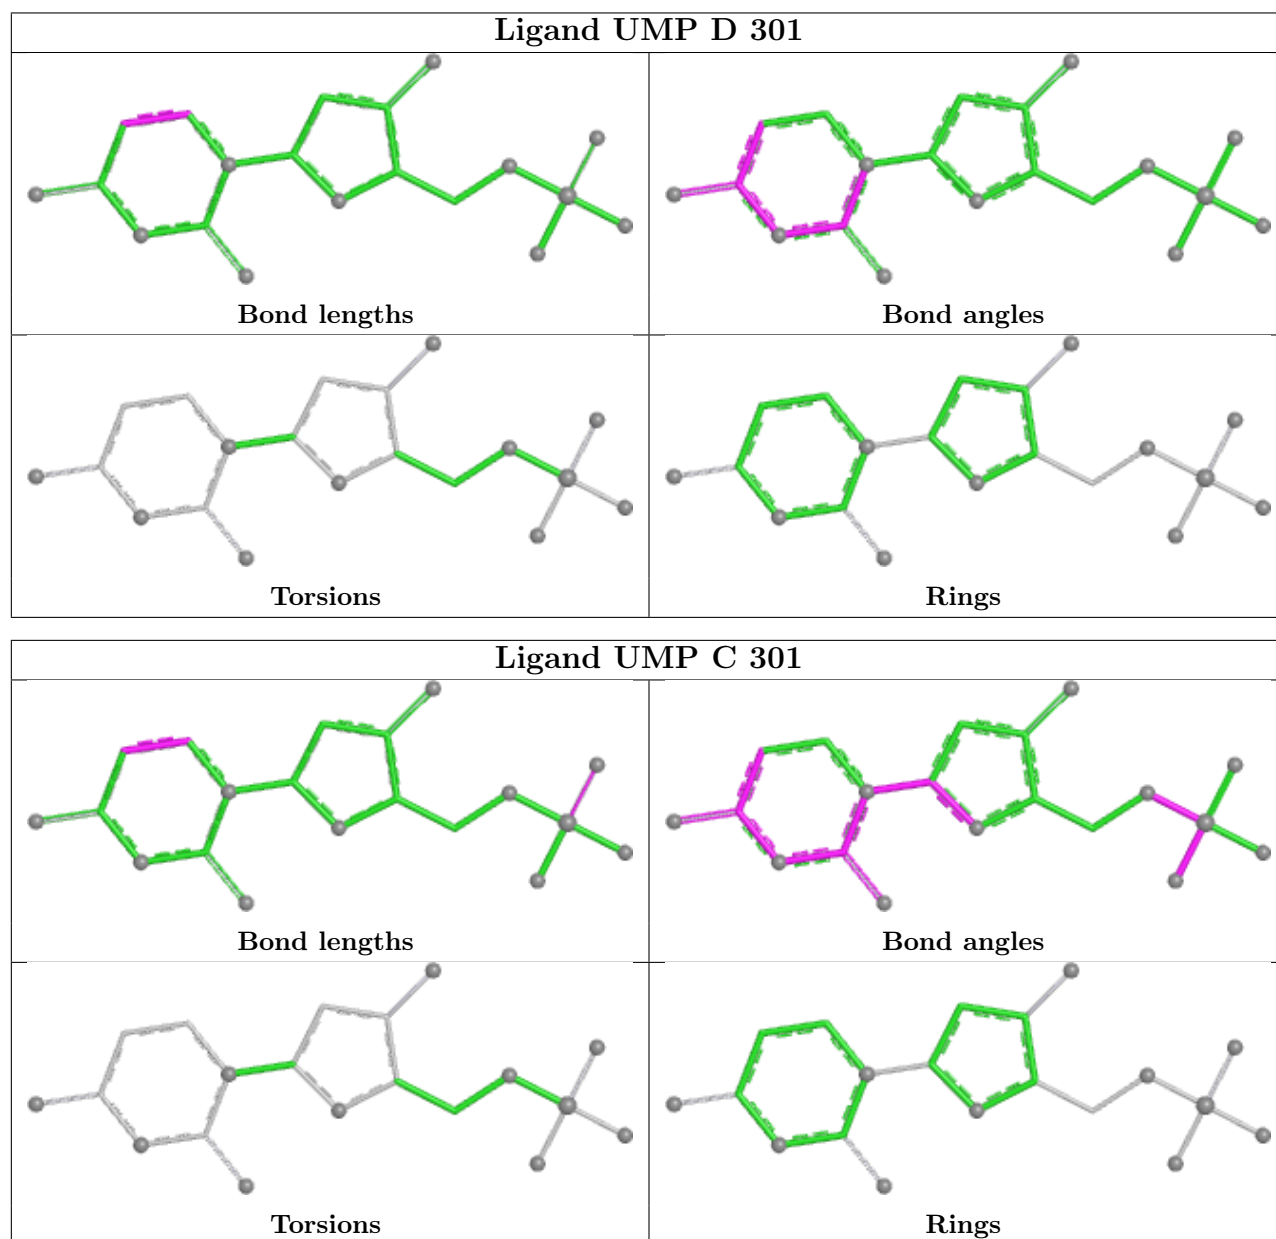 Ligand UMP D 301
Bond lengths
Bond angles
Torsions
Rings
Ligand UMP C 301
Bond lengths
Bond angles
Torsions
Rings